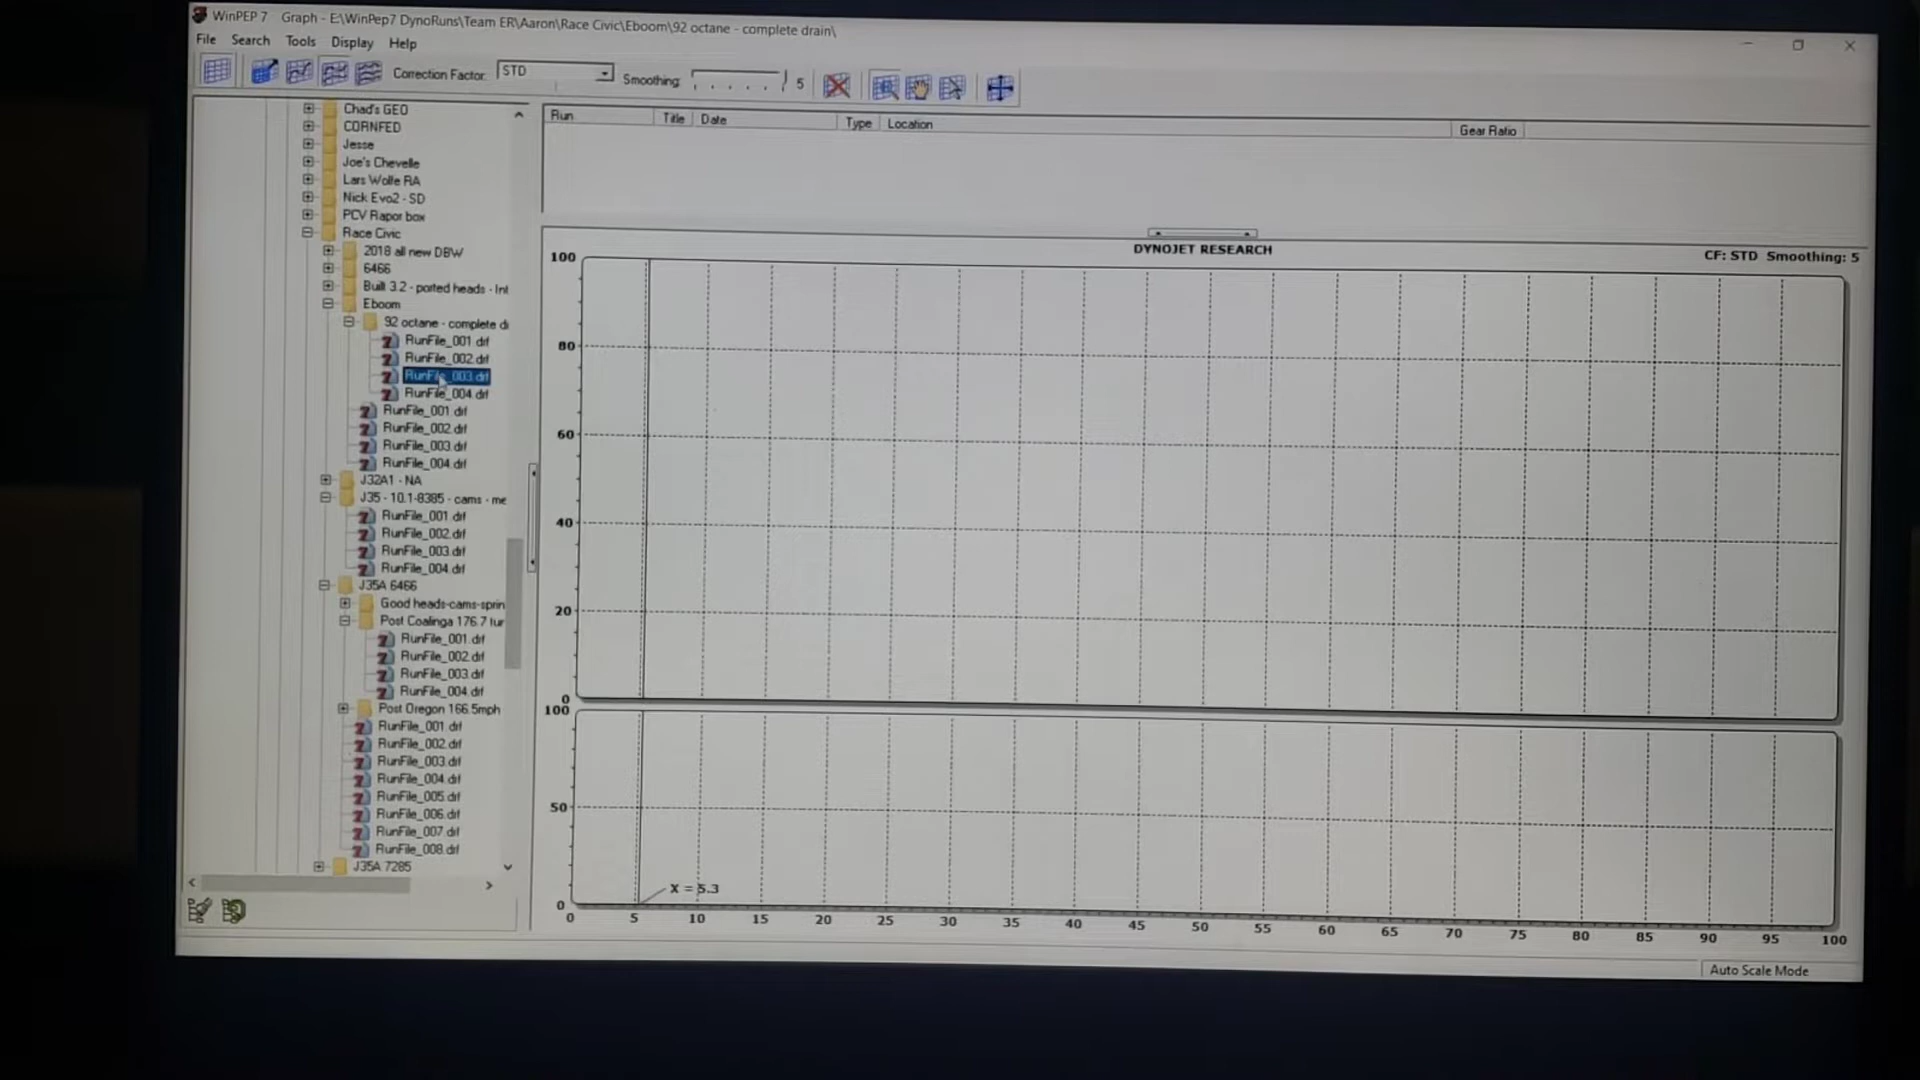 WinPEP 7   Graph - E:\WinPep7 DynoRuns\Team ER\Aaron\Race Civic\Eboom\92 octane - complete drain\
File Search Tools Display Help
Correction Factor: STD Smoothing: 5
Chad's GEO
CORNFED
Jesse
Joe's Chevelle
Lars Wolfe RA
Nick Evo2 - SD
PCV Rapor box
Race Civic
2018 all new DBW
6466
Built 3.2 - ported heads - Int
Eboom
92 octane - complete di
RunFile_001.drf
RunFile_002.drf
RunFile_003.drf
RunFile_004.drf
RunFile_001.drf
RunFile_002.drf
RunFile_003.drf
RunFile_004.drf
J32A1 - NA
J35 - 10.1-8385 - cams - me
RunFile_001.drf
RunFile_002.drf
RunFile_003.drf
RunFile_004.drf
J35A 6466
Good heads-cams-sprin
Post Coalinga 176.7 tur
RunFile_001.drf
RunFile_002.drf
RunFile_003.drf
RunFile_004.drf
Post Oregon 166.5mph
RunFile_001.drf
RunFile_002.drf
RunFile_003.drf
RunFile_004.drf
RunFile_005.drf
RunFile_006.drf
RunFile_007.drf
RunFile_008.drf
J35A 7285
Run Title Date Type Location Gear Ratio
DYNOJET RESEARCH
CF: STD Smoothing: 5
100
80
60
40
20
0
100
50
0
X = 5.3
0 5 10 15 20 25 30 35 40 45 50 55 60 65 70 75 80 85 90 95 100
Auto Scale Mode